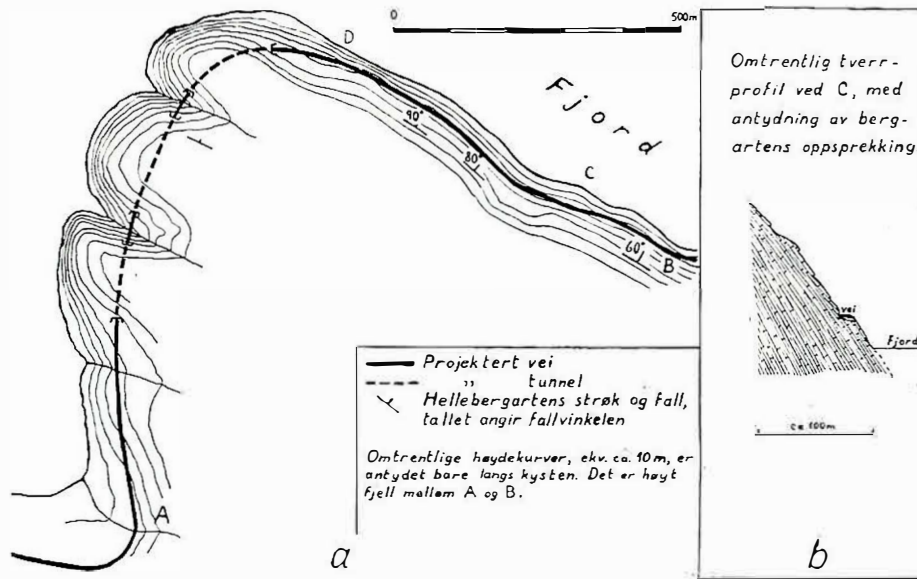 0
500m
D
Fjord
90°
80°
C
60°
B
A
Projektert vei
,, tunnel
Hellebergartens strøk og fall,
tallet angir fallvinkelen
Omtrentlige høydekurver, ekv. ca. 10m, er
antydet bare langs kysten. Det er høyt
fjell mellom A og B.
a
Omtrentlig tverr-
profil ved C, med
antydning av berg-
artens oppsprekking
vei
Fjord
ca 100m
b